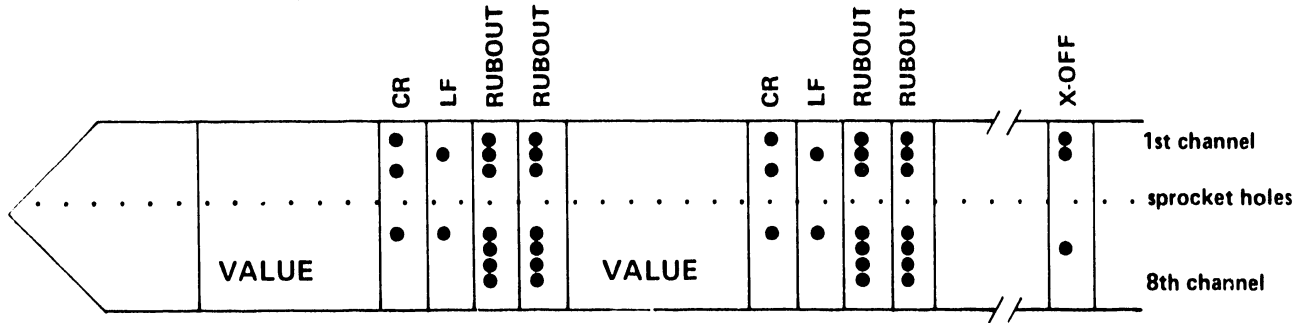 CR
LF
RUBOUT
RUBOUT
CR
LF
RUBOUT
RUBOUT
X-OFF
1st channel
sprocket holes
VALUE
VALUE
8th channel